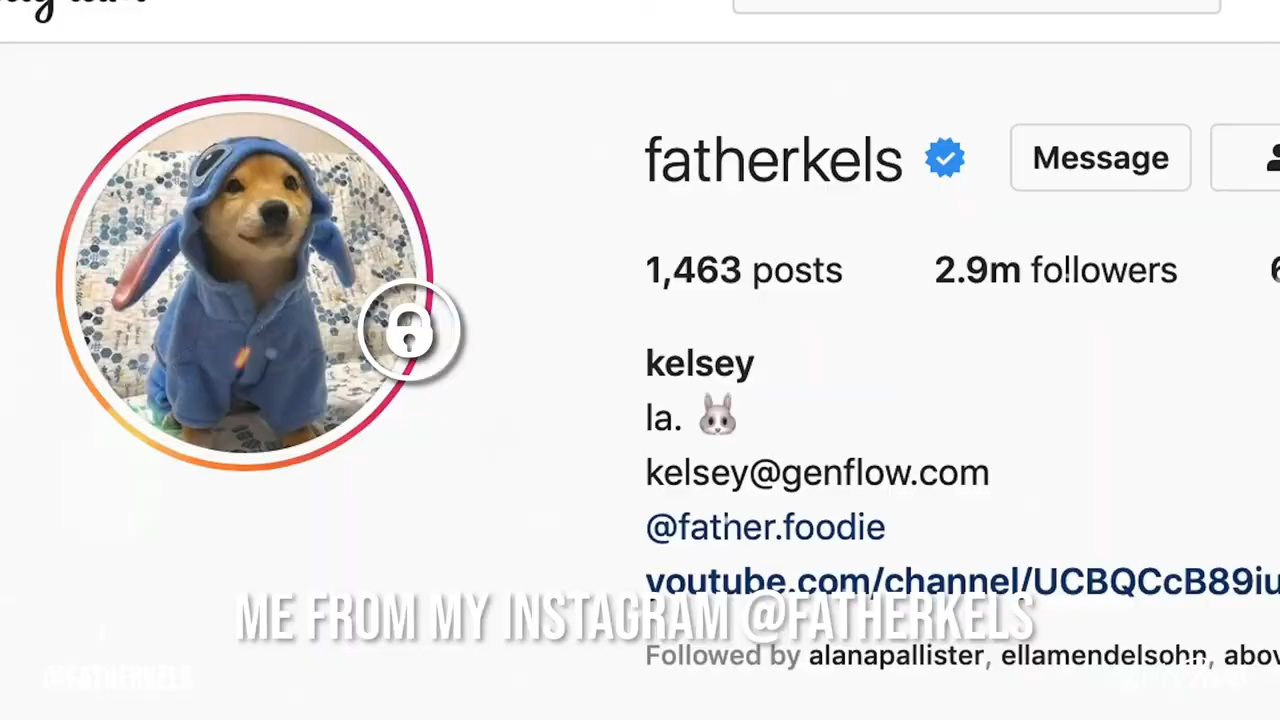 fatherkels
Message
1,463 posts
2.9m followers
kelsey
la.
kelsey@genflow.com
@father.foodie
youtube.com/channel/UCBQCcB89iu
ME FROM MY INSTAGRAM @FATHERKELS
Followed by alanapallister, ellamendelsohn, abov
@FATHERKELS